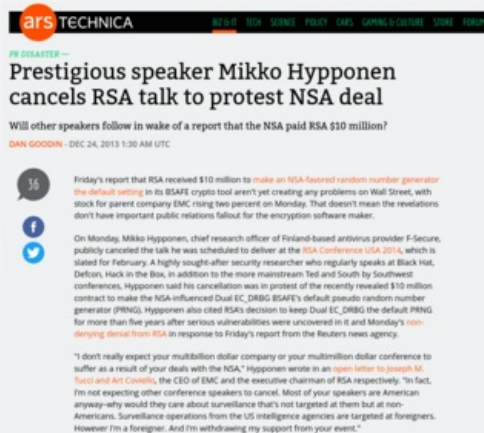 ars TECHNICA
BIZ & IT TECH SCIENCE POLICY CARS GAMING & CULTURE STORE FORUM
PR DISASTER —
Prestigious speaker Mikko Hypponen
cancels RSA talk to protest NSA deal
Will other speakers follow in wake of a report that the NSA paid RSA $10 million?
DAN GOODIN - DEC 24, 2013 1:30 AM UTC
36
Friday's report that RSA received $10 million to make an NSA-favored random number generator
the default setting in its BSAFE crypto tool aren't yet creating any problems on Wall Street, with
stock for parent company EMC rising two percent on Monday. That doesn't mean the revelations
don't have important public relations fallout for the encryption software maker.
On Monday, Mikko Hypponen, chief research officer of Finland-based antivirus provider F-Secure,
publicly canceled the talk he was scheduled to deliver at the RSA Conference USA 2014, which is
slated for February. A highly sought-after security researcher who regularly speaks at Black Hat,
Defcon, Hack in the Box, in addition to the more mainstream Ted and South by Southwest
conferences, Hypponen said his cancellation was in protest of the recently revealed $10 million
contract to make the NSA-influenced Dual EC_DRBG BSAFE's default pseudo random number
generator (PRNG). Hypponen also cited RSA's decision to keep Dual EC_DRBG the default PRNG
for more than five years after serious vulnerabilities were uncovered in it and Monday's non-
denying denial from RSA in response to Friday's report from the Reuters news agency.
"I don't really expect your multibillion dollar company or your multimillion dollar conference to
suffer as a result of your deals with the NSA," Hypponen wrote in an open letter to Joseph M.
Tucci and Art Coviello, the CEO of EMC and the executive chairman of RSA respectively. "In fact,
I'm not expecting other conference speakers to cancel. Most of your speakers are American
anyway–why would they care about surveillance that's not targeted at them but at non-
Americans. Surveillance operations from the US intelligence agencies are targeted at foreigners.
However I'm a foreigner. And I'm withdrawing my support from your event."